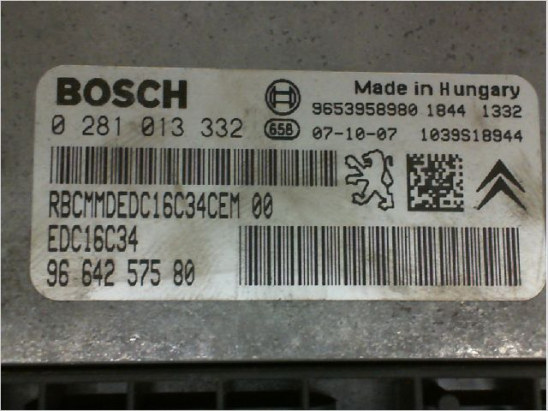 BOSCH
Made in Hungary
9653958980 1844 1332
0 281 013 332
658
07-10-07 1039S18944
RBCMMDEDC16C34CEM 00
EDC16C34
96 642 575 80